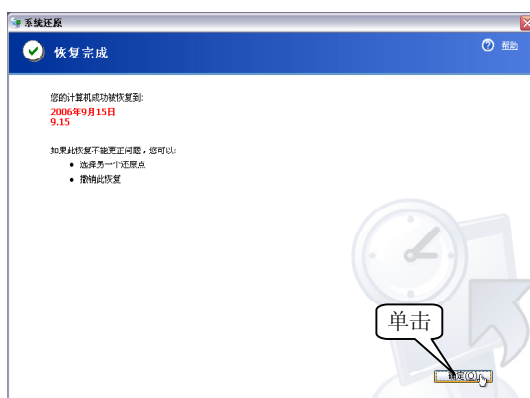 系统还原
恢复完成
帮助
您的计算机成功被恢复到:
2006年9月15日
9.15
如果此恢复不能更正问题，您可以:
• 选择另一个还原点
• 撤销此恢复
单击
确定(O)